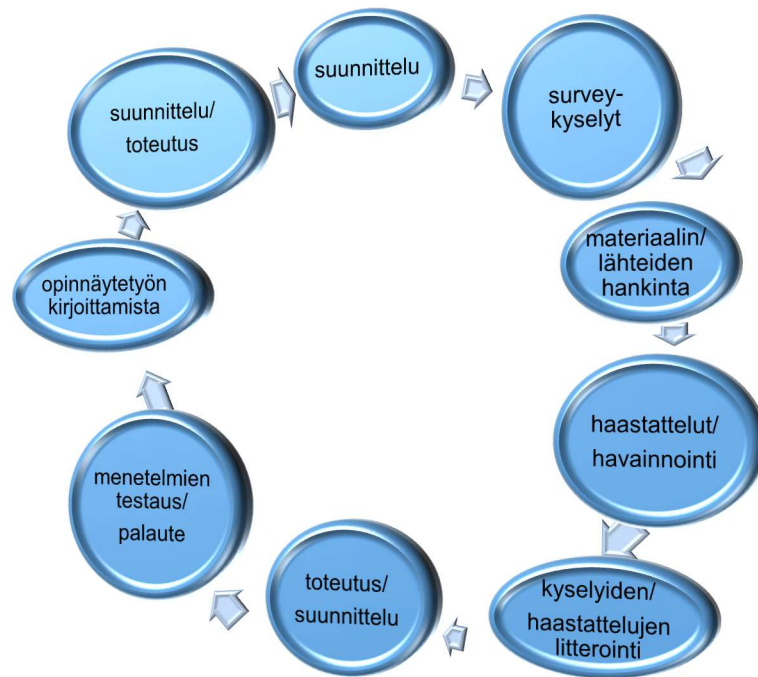 suunnittelu
survey-
kyselyt
materiaalin/
lähteiden
hankinta
haastattelut/
havainnointi
kyselyiden/
haastattelujen
litterointi
toteutus/
suunnittelu
menetelmien
testaus/
palaute
opinnäytetyön
kirjoittamista
suunnittelu/
toteutus